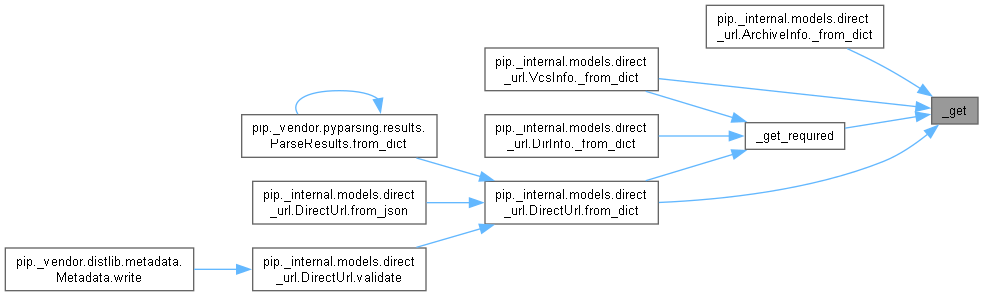 pip._internal.models.direct
_url.ArchiveInfo._from_dict
pip._internal.models.direct
_url.VcsInfo._from_dict
_get
pip._vendor.pyparsing.results.
ParseResults.from_dict
pip._internal.models.direct
_url.DirInfo._from_dict
_get_required
pip._internal.models.direct
_url.DirectUrl.from_json
pip._internal.models.direct
_url.DirectUrl.from_dict
pip._vendor.distlib.metadata.
Metadata.write
pip._internal.models.direct
_url.DirectUrl.validate